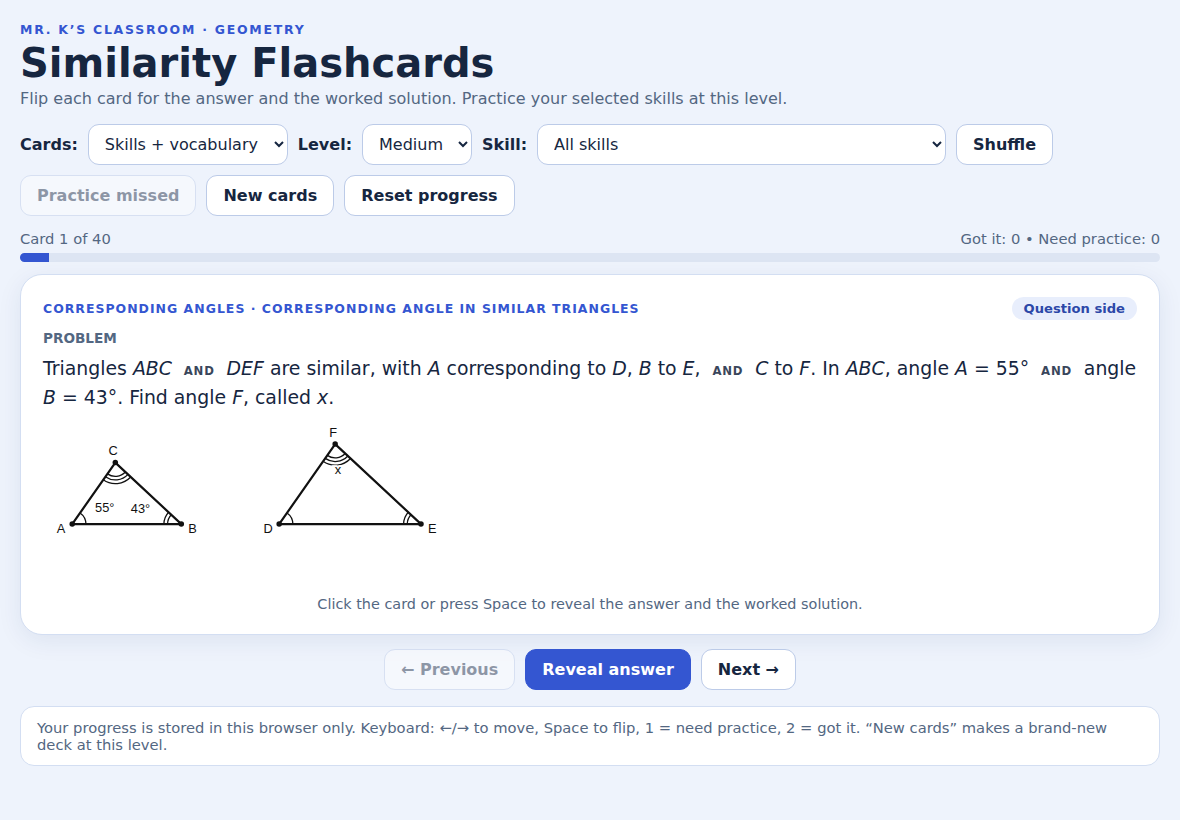 MR. K’S CLASSROOM · GEOMETRY
Similarity Flashcards
Flip each card for the answer and the worked solution. Practice your selected skills at this level.
Cards: Skills + vocabulary Level: Medium Skill: All skills Shuffle
Practice missed New cards Reset progress
Card 1 of 40 Got it: 0 • Need practice: 0
CORRESPONDING ANGLES · CORRESPONDING ANGLE IN SIMILAR TRIANGLES Question side
PROBLEM
Triangles ABC AND DEF are similar, with A corresponding to D, B to E, AND C to F. In ABC, angle A = 55° AND angle
B = 43°. Find angle F, called x.
F
C
x
55° 43°
A B D E
Click the card or press Space to reveal the answer and the worked solution.
← Previous Reveal answer Next →
Your progress is stored in this browser only. Keyboard: ←/→ to move, Space to flip, 1 = need practice, 2 = got it. “New cards” makes a brand-new
deck at this level.